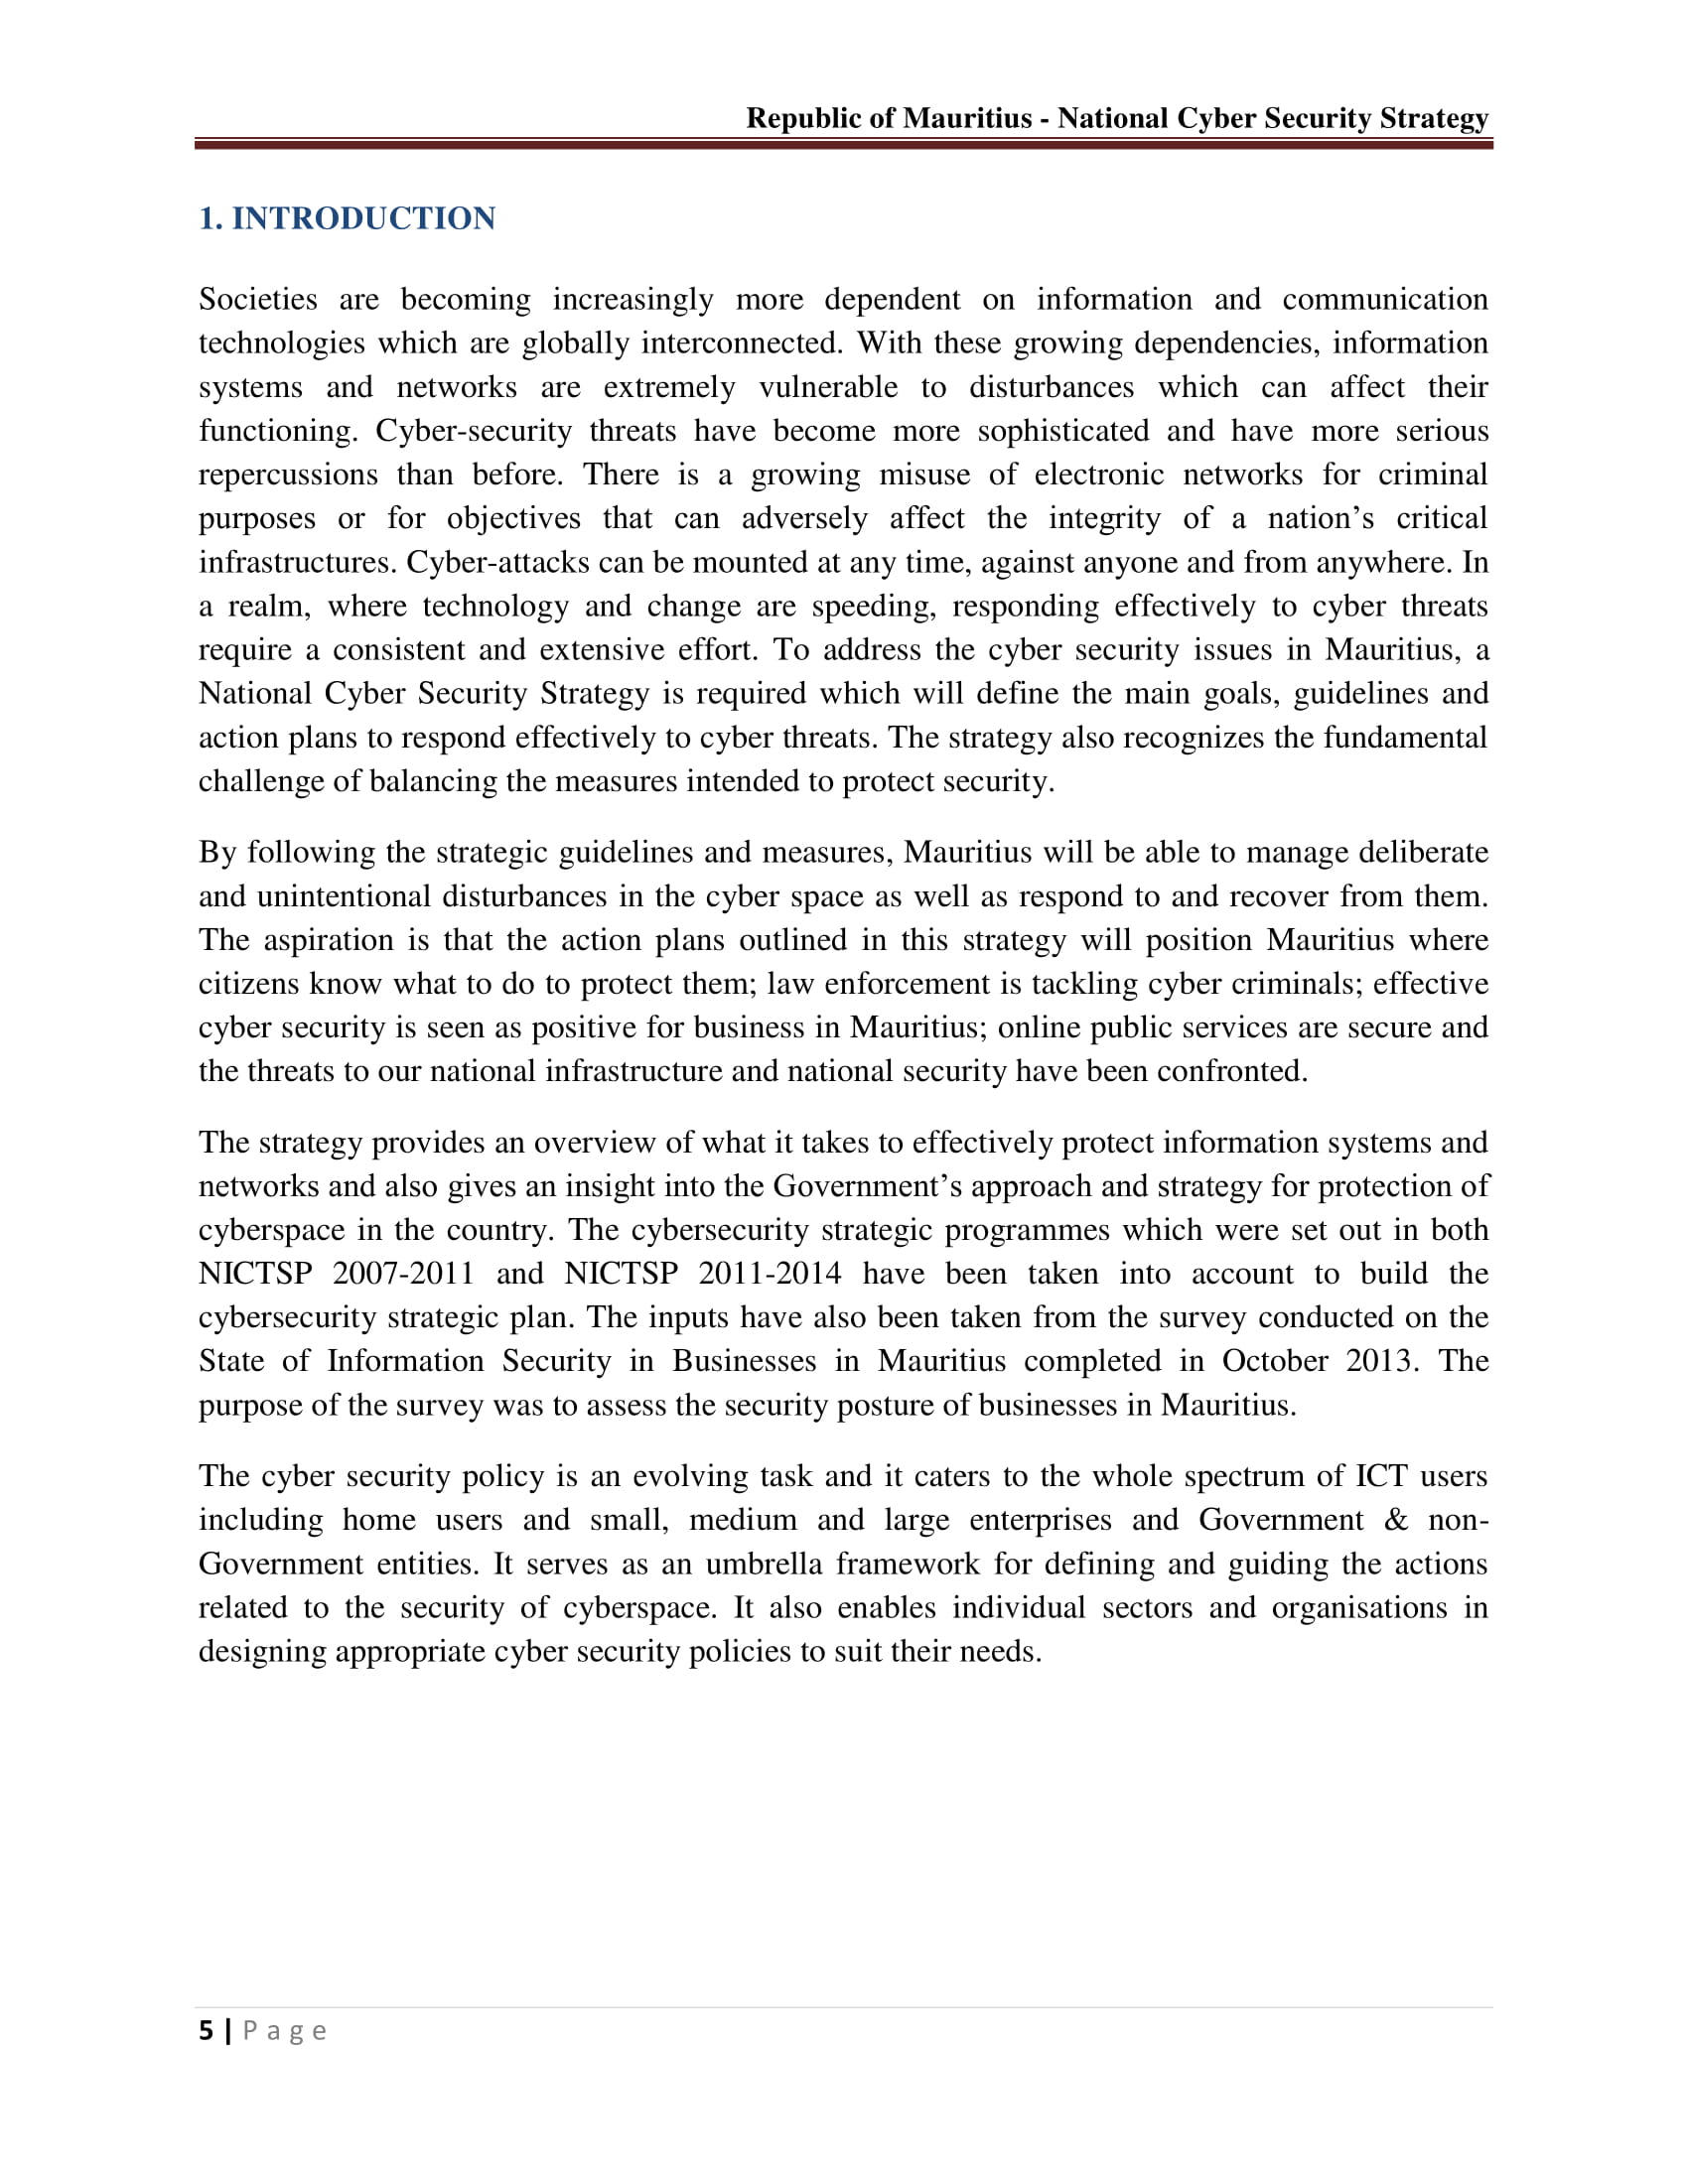 Republic of Mauritius - National Cyber Security Strategy
1. INTRODUCTION
Societies are becoming increasingly more dependent on information and communication
technologies which are globally interconnected. With these growing dependencies, information
systems and networks are extremely vulnerable to disturbances which can affect their
functioning. Cyber-security threats have become more sophisticated and have more serious
repercussions than before. There is a growing misuse of electronic networks for criminal
purposes or for objectives that can adversely affect the integrity of a nation’s critical
infrastructures. Cyber-attacks can be mounted at any time, against anyone and from anywhere. In
a realm, where technology and change are speeding, responding effectively to cyber threats
require a consistent and extensive effort. To address the cyber security issues in Mauritius, a
National Cyber Security Strategy is required which will define the main goals, guidelines and
action plans to respond effectively to cyber threats. The strategy also recognizes the fundamental
challenge of balancing the measures intended to protect security.
By following the strategic guidelines and measures, Mauritius will be able to manage deliberate
and unintentional disturbances in the cyber space as well as respond to and recover from them.
The aspiration is that the action plans outlined in this strategy will position Mauritius where
citizens know what to do to protect them; law enforcement is tackling cyber criminals; effective
cyber security is seen as positive for business in Mauritius; online public services are secure and
the threats to our national infrastructure and national security have been confronted.
The strategy provides an overview of what it takes to effectively protect information systems and
networks and also gives an insight into the Government’s approach and strategy for protection of
cyberspace in the country. The cybersecurity strategic programmes which were set out in both
NICTSP 2007-2011 and NICTSP 2011-2014 have been taken into account to build the
cybersecurity strategic plan. The inputs have also been taken from the survey conducted on the
State of Information Security in Businesses in Mauritius completed in October 2013. The
purpose of the survey was to assess the security posture of businesses in Mauritius.
The cyber security policy is an evolving task and it caters to the whole spectrum of ICT users
including home users and small, medium and large enterprises and Government & non-
Government entities. It serves as an umbrella framework for defining and guiding the actions
related to the security of cyberspace. It also enables individual sectors and organisations in
designing appropriate cyber security policies to suit their needs.
5 | Page